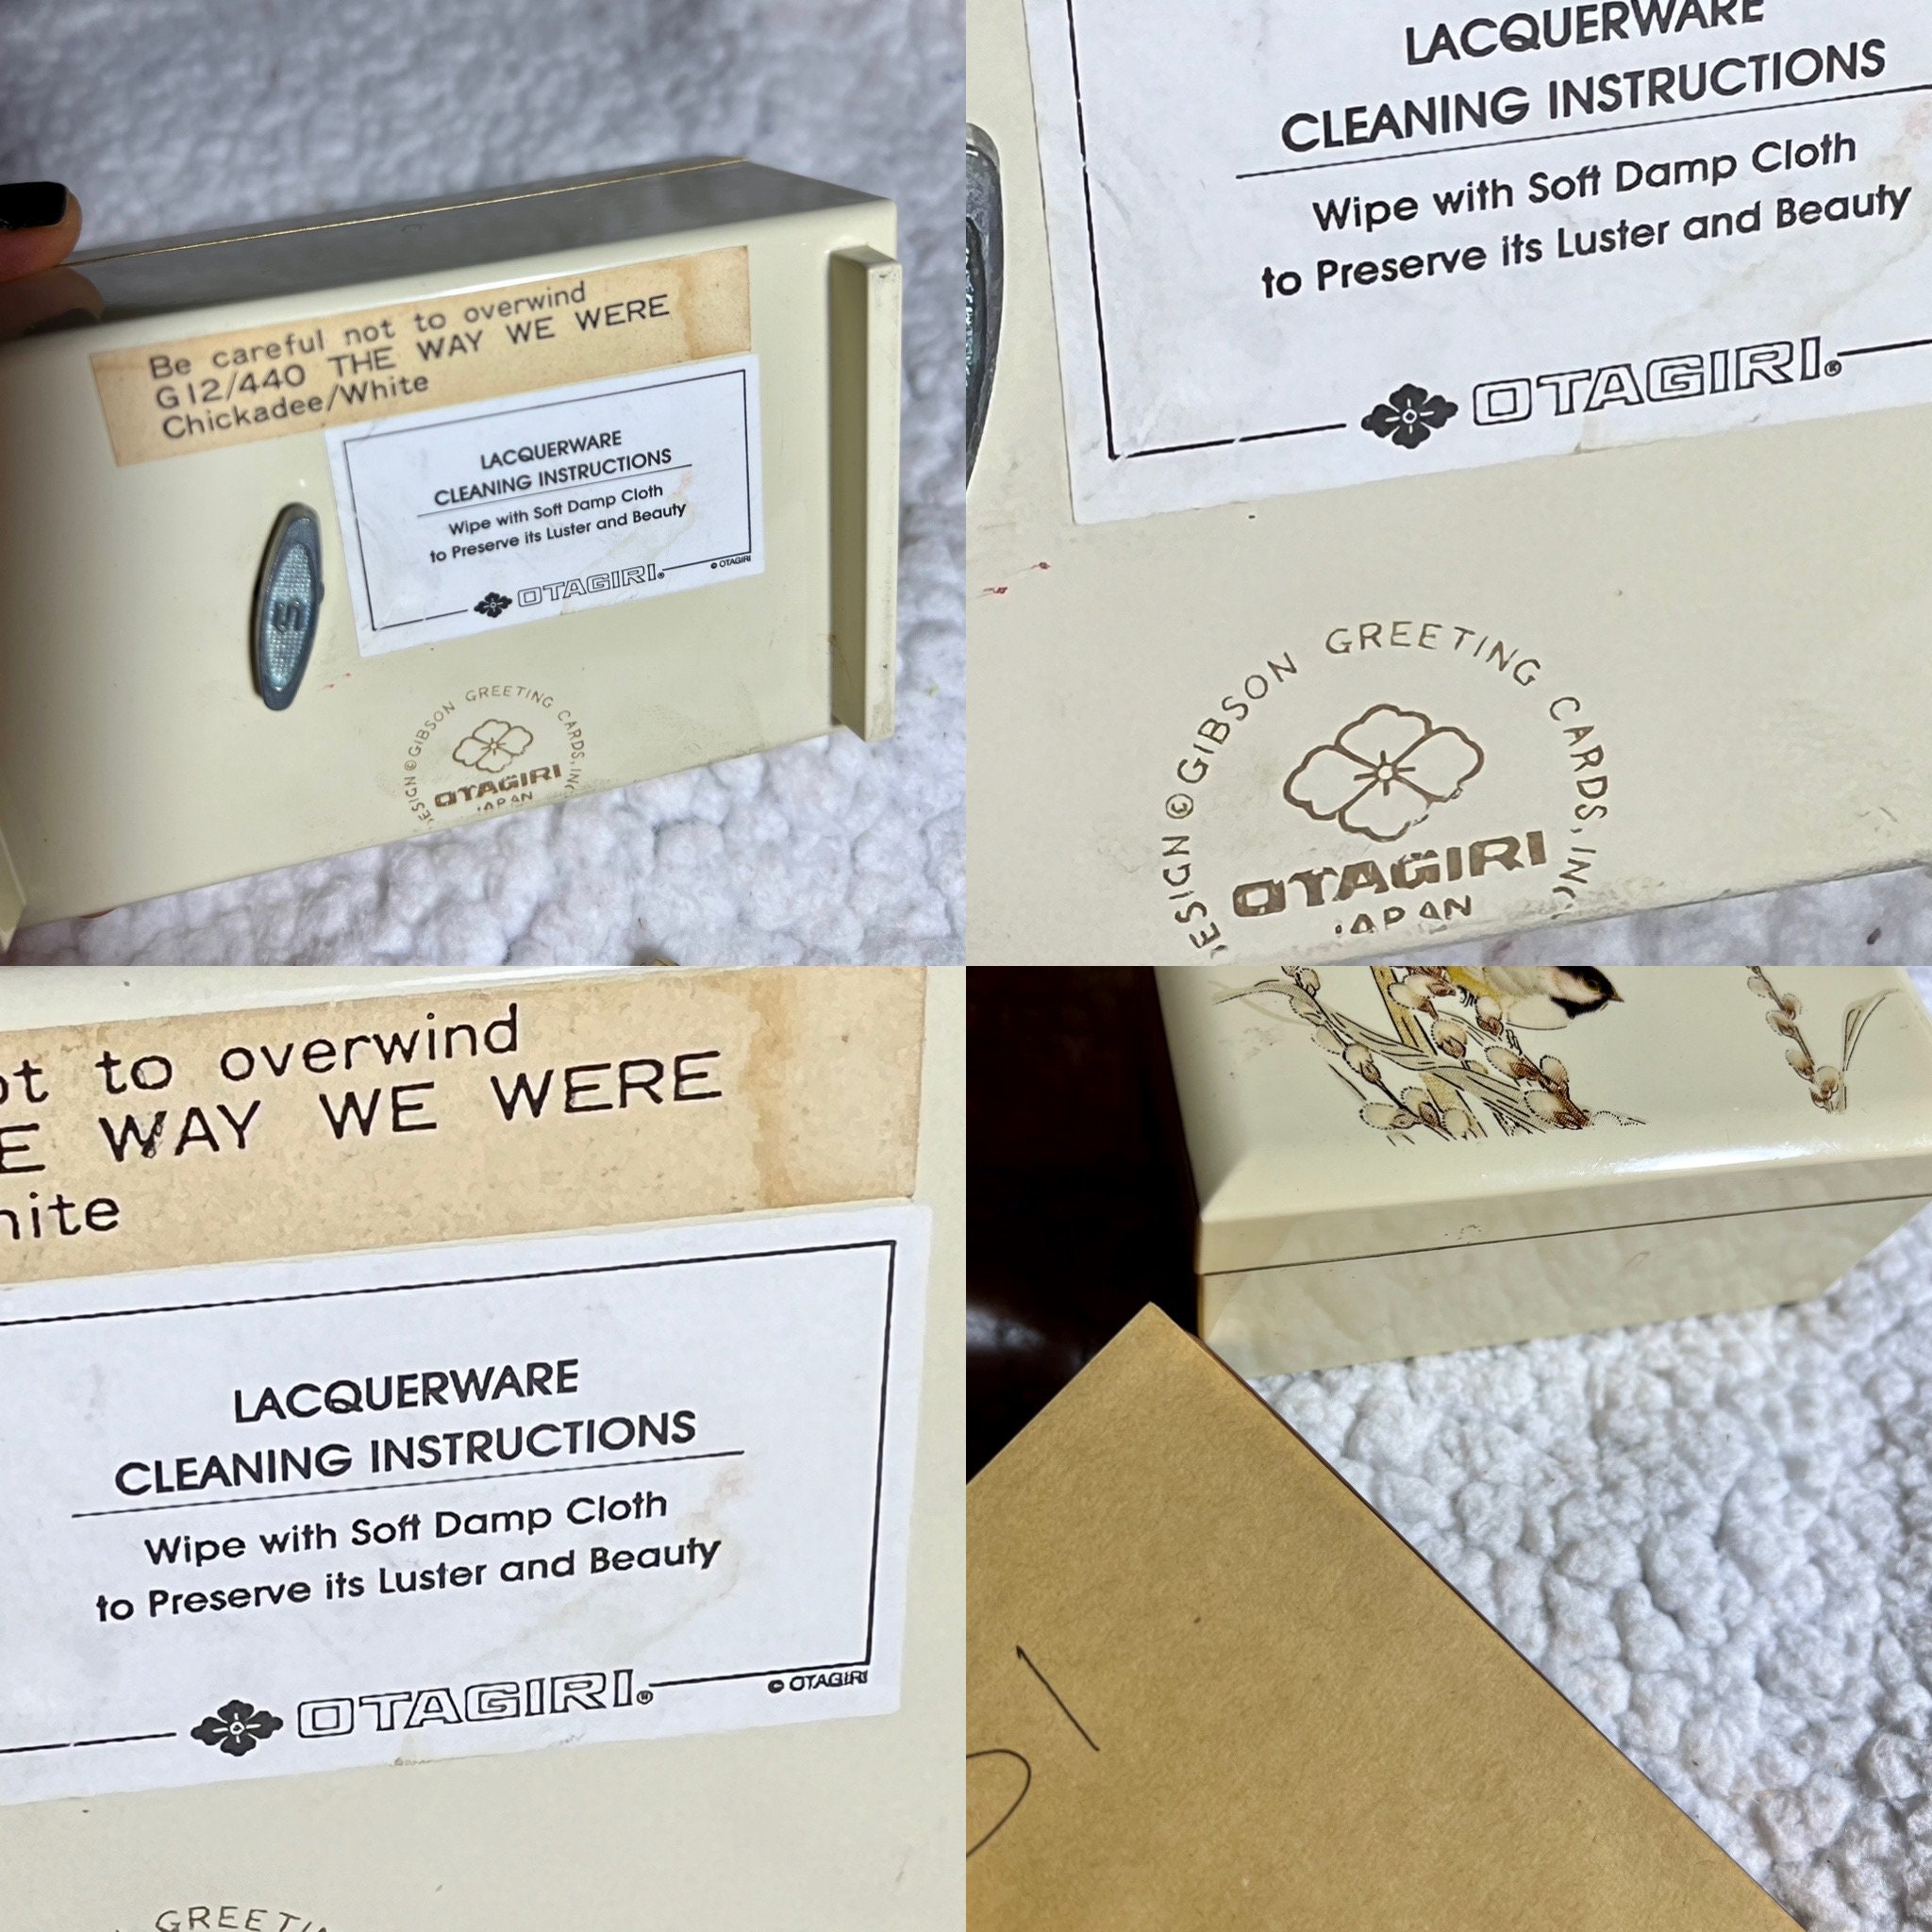 Be careful not to overwind
G12/440 THE WAY WE WERE
Chickadee/White
LACQUERWARE
CLEANING INSTRUCTIONS
Wipe with Soft Damp Cloth
to Preserve its Luster and Beauty
OTAGIRI®
© OTAGIRI
S
ESIGN © GIBSON GREETING CARDS, INC
OTAGIRI
JAPAN
LACQUERWARE
CLEANING INSTRUCTIONS
Wipe with Soft Damp Cloth
to Preserve its Luster and Beauty
OTAGIRI®
ESIGN © GIBSON GREETING CARDS, INC
OTAGIRI
JAPAN
ot to overwind
E WAY WE WERE
hite
LACQUERWARE
CLEANING INSTRUCTIONS
Wipe with Soft Damp Cloth
to Preserve its Luster and Beauty
OTAGIRI®
© OTAGIRI
GREETI